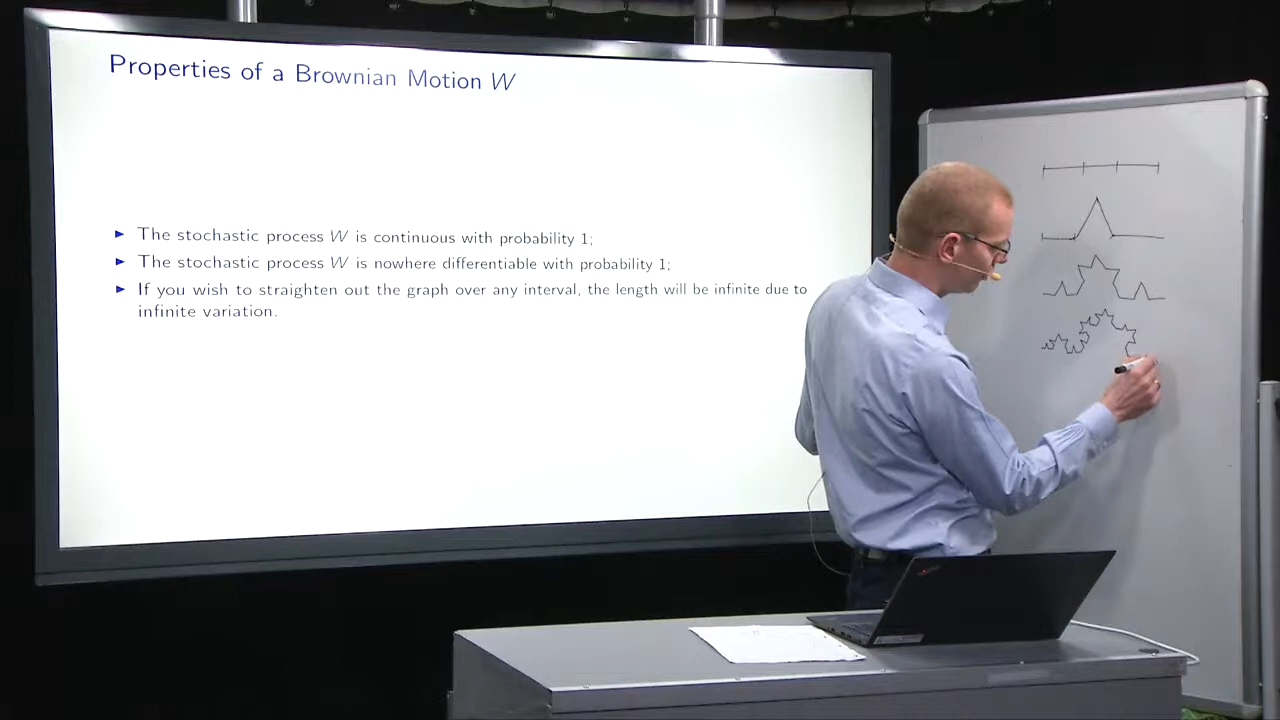 Properties of a Brownian Motion W
► The stochastic process W is continuous with probability 1;
► The stochastic process W is nowhere differentiable with probability 1;
► If you wish to straighten out the graph over any interval, the length will be infinite due to
infinite variation.